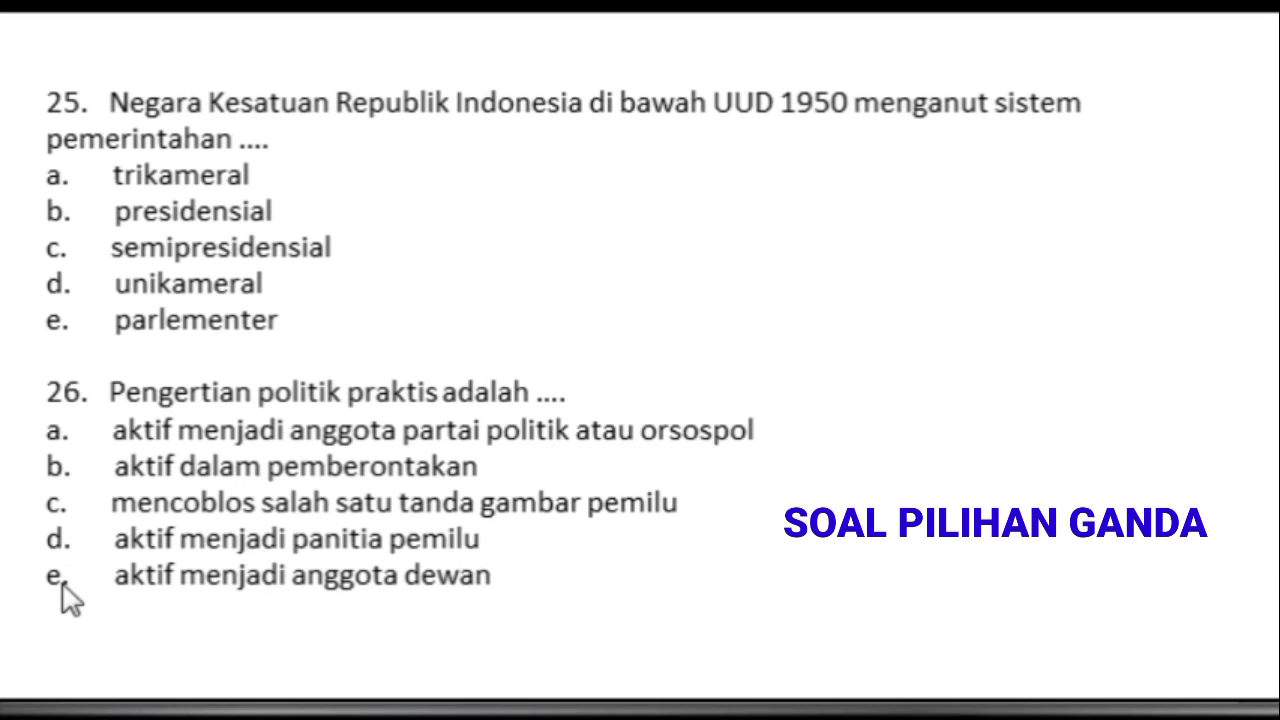 25. Negara Kesatuan Republik Indonesia di bawah UUD 1950 menganut sistem
pemerintahan ....
a. trikameral
b. presidensial
c. semipresidensial
d. unikameral
e. parlementer
26. Pengertian politik praktis adalah ....
a. aktif menjadi anggota partai politik atau orsospol
b. aktif dalam pemberontakan
c. mencoblos salah satu tanda gambar pemilu
d. aktif menjadi panitia pemilu
e. aktif menjadi anggota dewan
SOAL PILIHAN GANDA